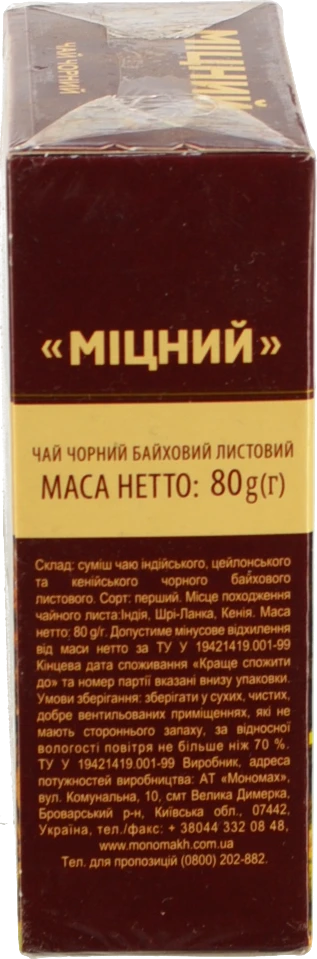 МІЦНИЙ
ЧАЙ ЧОРНИЙ
«МІЦНИЙ»
ЧАЙ ЧОРНИЙ БАЙХОВИЙ ЛИСТОВИЙ
МАСА НЕТТО: 80g(г)
Склад: суміш чаю індійського, цейлонського
та кенійського чорного байхового
листового. Сорт: перший. Місце походження
чайного листа:Індія, Шрі-Ланка, Кенія. Маса
нетто: 80 g/г. Допустиме мінусове відхилення
від маси нетто за ТУ У 19421419.001-99
Кінцева дата споживання «Краще спожити
до» та номер партії вказані внизу упаковки.
Умови зберігання: зберігати у сухих, чистих,
добре вентильованих приміщеннях, які не
мають стороннього запаху, за відносної
вологості повітря не більше ніж 70 %.
ТУ У 19421419.001-99 Виробник, адреса
потужностей виробництва: АТ «Мономах»,
вул. Комунальна, 10, смт Велика Димерка,
Броварський р-н, Київська обл., 07442,
Україна, тел./факс: + 38044 332 08 48,
www.monomakh.com.ua
Тел. для пропозицій (0800) 202-882.